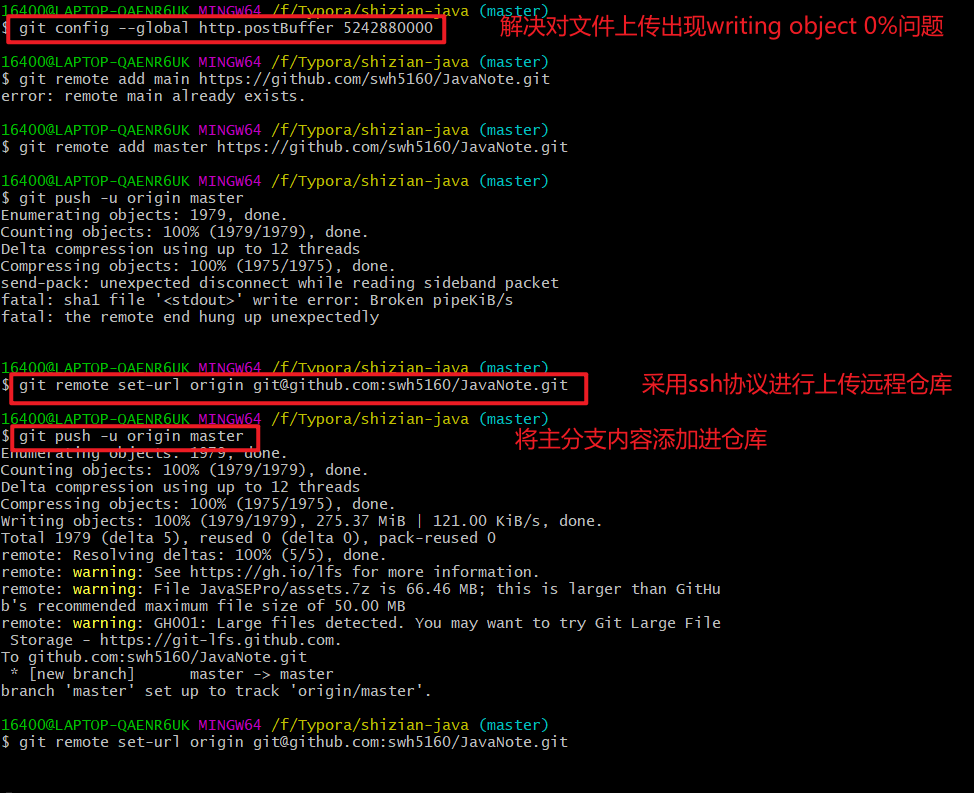 16400@LAPTOP-QAENR6UK MINGW64 /f/Typora/shizian-java (master)
$ git config --global http.postBuffer 5242880000
解决对文件上传出现writing object 0%问题
16400@LAPTOP-QAENR6UK MINGW64 /f/Typora/shizian-java (master)
$ git remote add main https://github.com/swh5160/JavaNote.git
error: remote main already exists.
16400@LAPTOP-QAENR6UK MINGW64 /f/Typora/shizian-java (master)
$ git remote add master https://github.com/swh5160/JavaNote.git
16400@LAPTOP-QAENR6UK MINGW64 /f/Typora/shizian-java (master)
$ git push -u origin master
Enumerating objects: 1979, done.
Counting objects: 100% (1979/1979), done.
Delta compression using up to 12 threads
Compressing objects: 100% (1975/1975), done.
send-pack: unexpected disconnect while reading sideband packet
fatal: sha1 file '<stdout>' write error: Broken pipeKiB/s
fatal: the remote end hung up unexpectedly
16400@LAPTOP-QAENR6UK MINGW64 /f/Typora/shizian-java (master)
$ git remote set-url origin git@github.com:swh5160/JavaNote.git
采用ssh协议进行上传远程仓库
16400@LAPTOP-QAENR6UK MINGW64 /f/Typora/shizian-java (master)
$ git push -u origin master
将主分支内容添加进仓库
Enumerating objects: 1979, done.
Counting objects: 100% (1979/1979), done.
Delta compression using up to 12 threads
Compressing objects: 100% (1975/1975), done.
Writing objects: 100% (1979/1979), 275.37 MiB | 121.00 KiB/s, done.
Total 1979 (delta 5), reused 0 (delta 0), pack-reused 0
remote: Resolving deltas: 100% (5/5), done.
remote: warning: See https://gh.io/lfs for more information.
remote: warning: File JavaSEPro/assets.7z is 66.46 MB; this is larger than GitHu
b's recommended maximum file size of 50.00 MB
remote: warning: GH001: Large files detected. You may want to try Git Large File
Storage - https://git-lfs.github.com.
To github.com:swh5160/JavaNote.git
* [new branch]      master -> master
branch 'master' set up to track 'origin/master'.
16400@LAPTOP-QAENR6UK MINGW64 /f/Typora/shizian-java (master)
$ git remote set-url origin git@github.com:swh5160/JavaNote.git